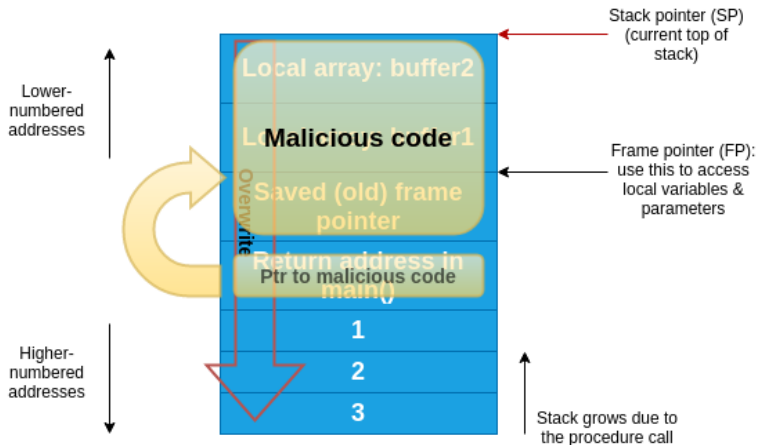 Stack pointer (SP)
(current top of
stack)
Lower-
numbered
addresses
Local array: buffer2
Malicious code
Frame pointer (FP):
use this to access
local variables &
parameters
Overwrite
Saved (old) frame
pointer
Return address in
main()
Ptr to malicious code
1
2
3
Higher-
numbered
addresses
Stack grows due to
the procedure call